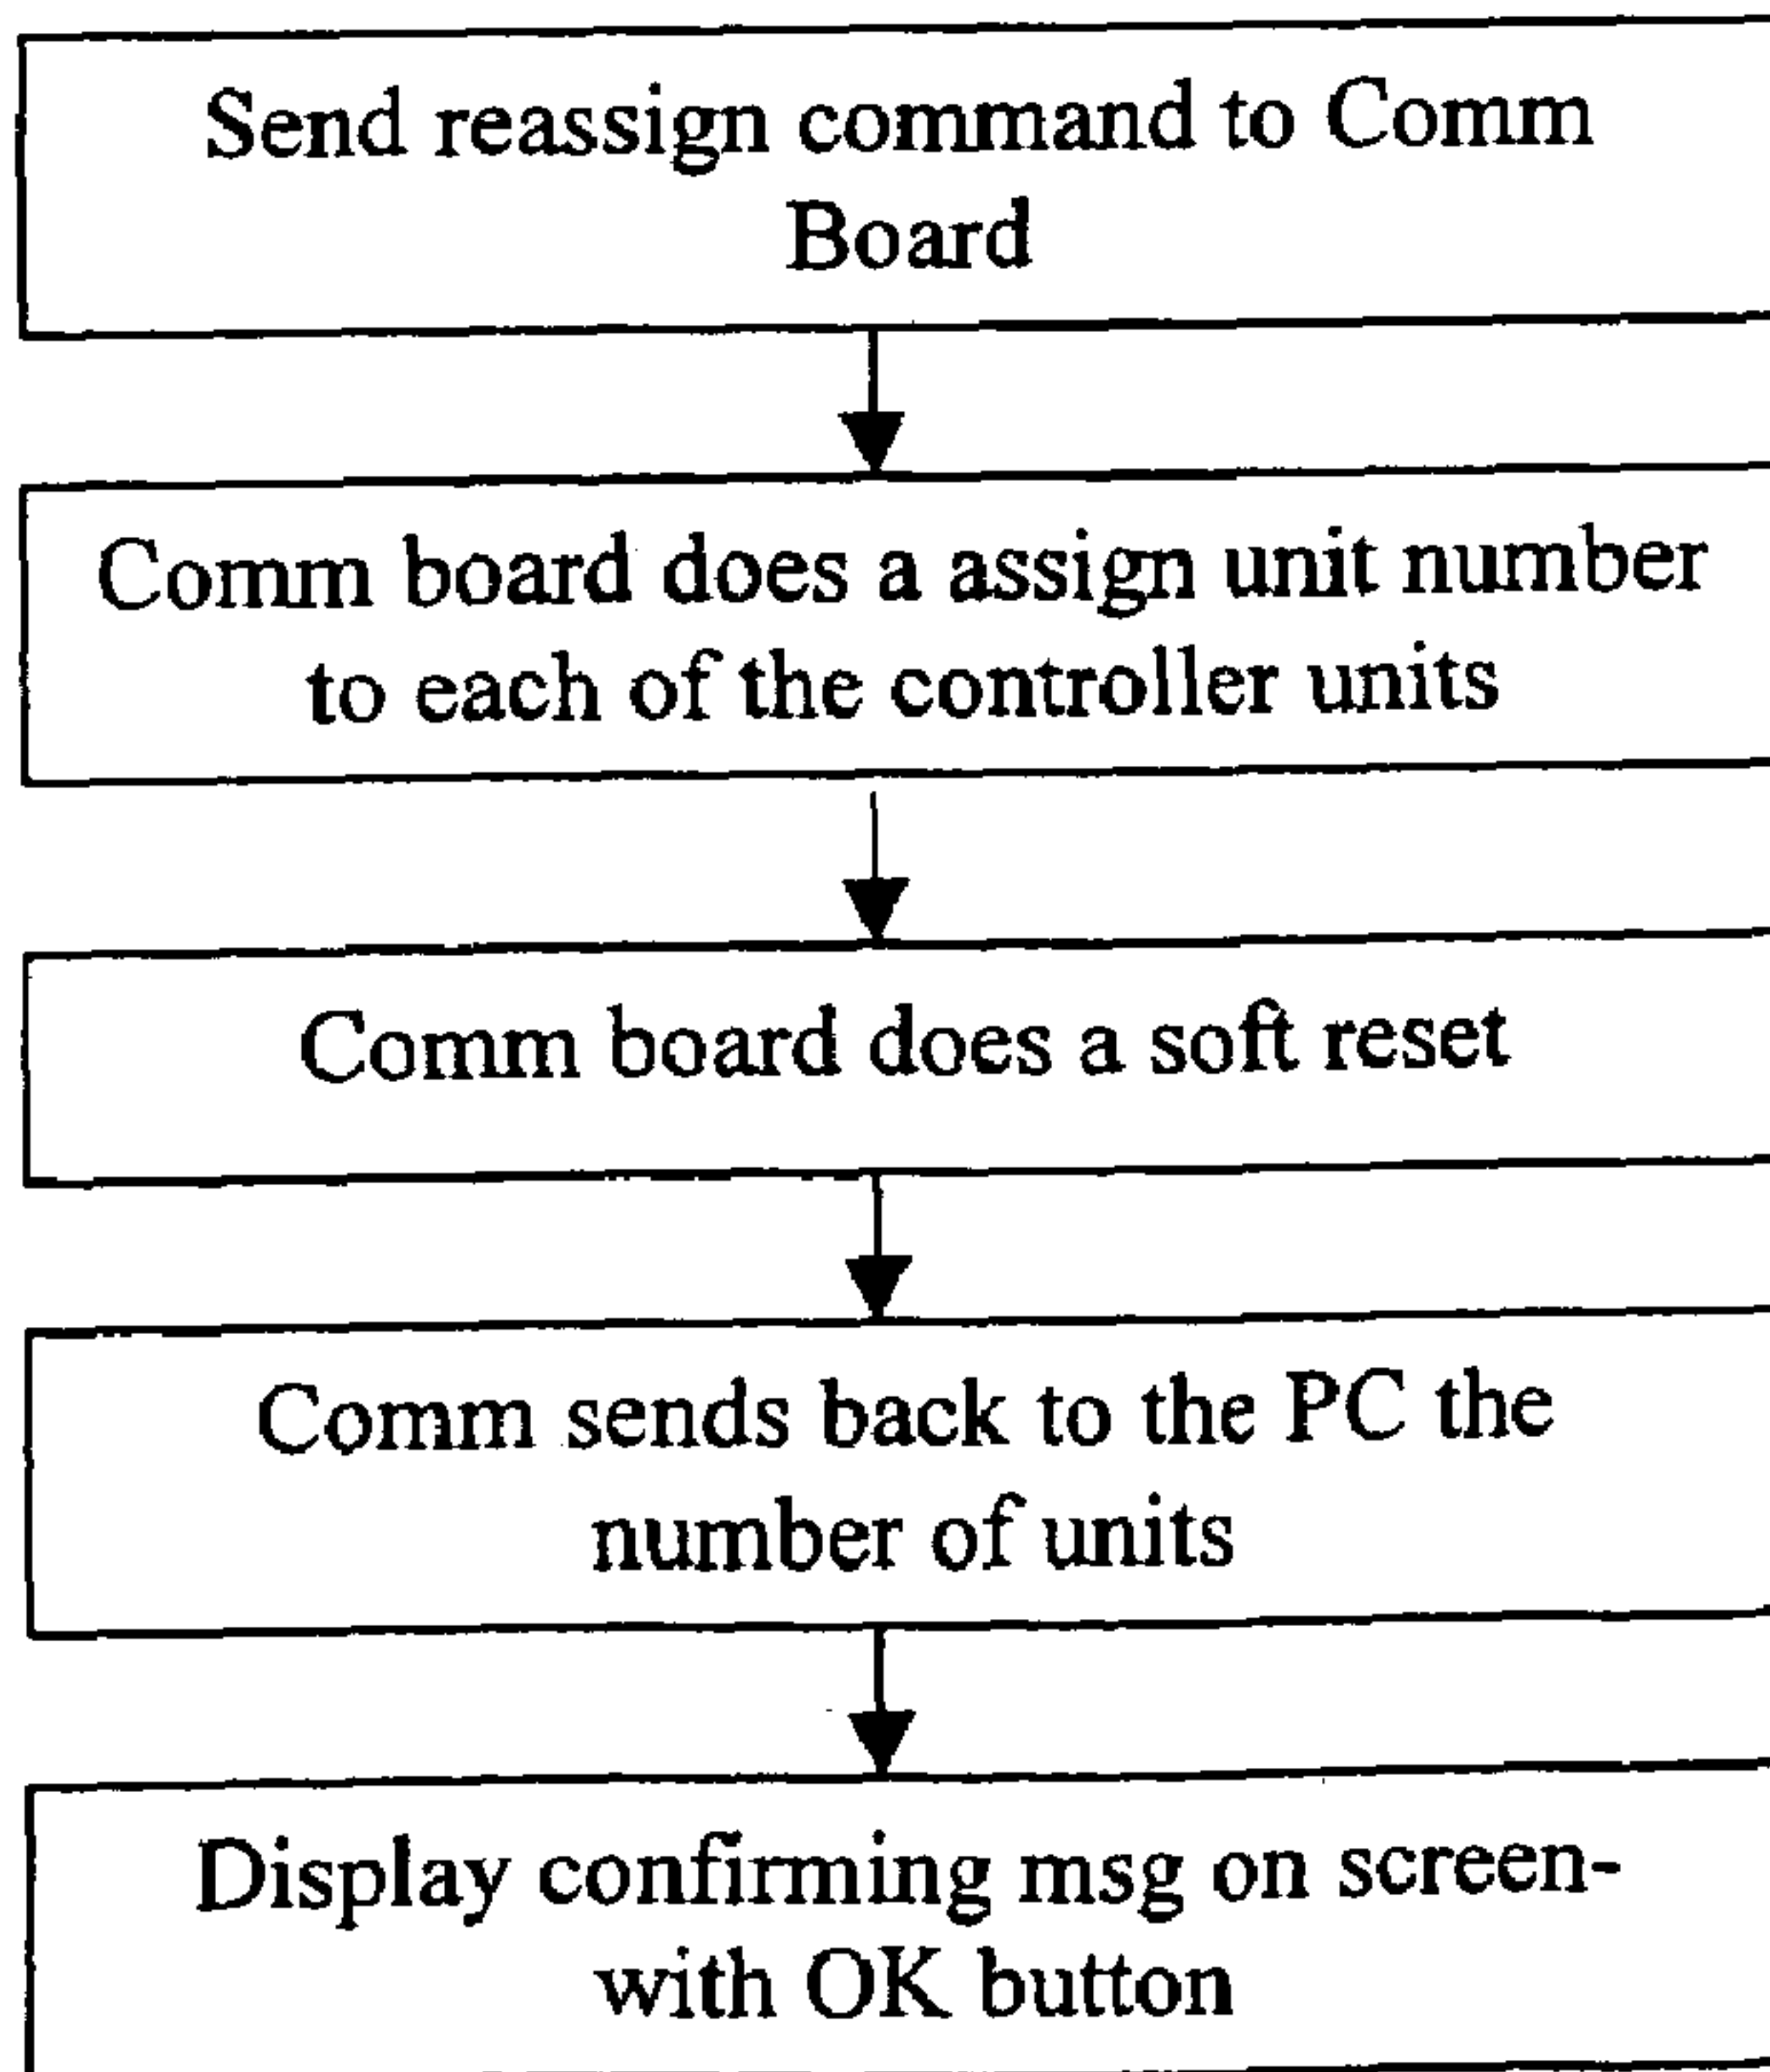 Send reassign command to Comm
Board
Comm board does a assign unit number
to each of the controller units
Comm board does a soft reset
Comm sends back to the PC the
number of units
Display confirming msg on screen-
with OK button